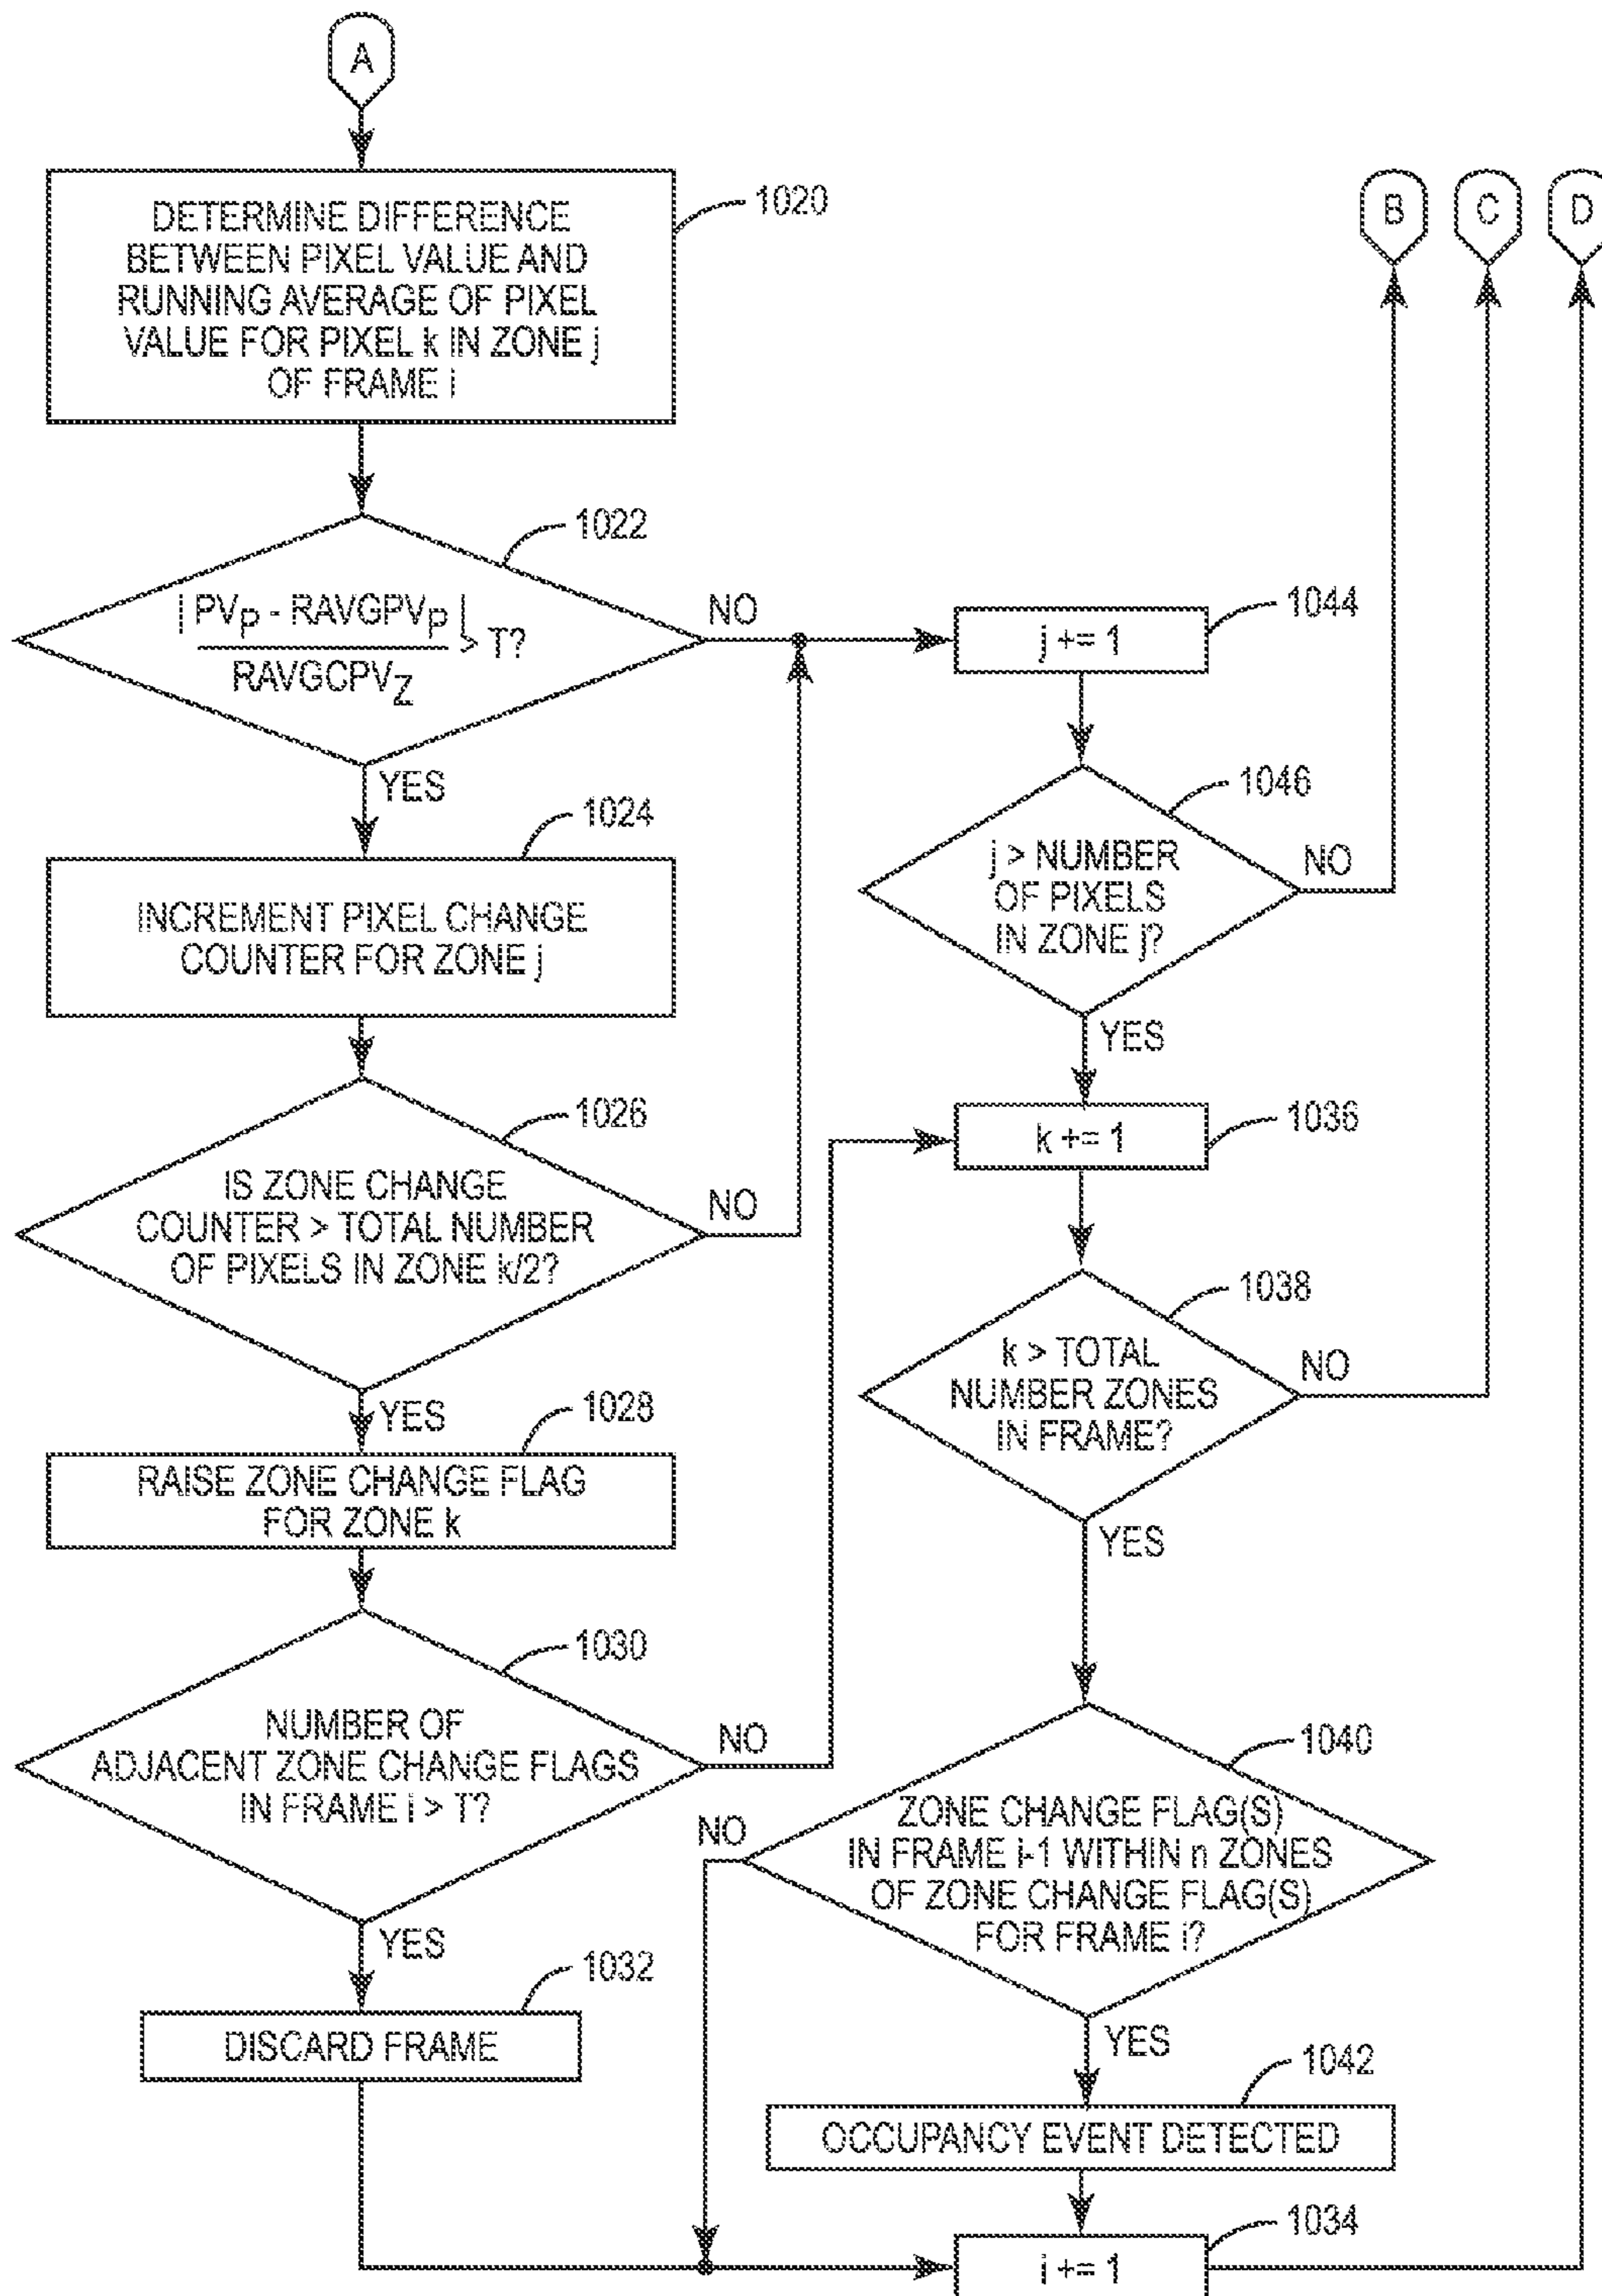 A
DETERMINE DIFFERENCE
BETWEEN PIXEL VALUE AND
RUNNING AVERAGE OF PIXEL
VALUE FOR PIXEL k IN ZONE j
OF FRAME i
1020
B
C
D
1022
| PVP - RAVGPVP |
RAVGCPVZ
> T?
NO
YES
1024
INCREMENT PIXEL CHANGE
COUNTER FOR ZONE j
1026
IS ZONE CHANGE
COUNTER > TOTAL NUMBER
OF PIXELS IN ZONE k/2?
NO
YES
1028
RAISE ZONE CHANGE FLAG
FOR ZONE k
1030
NUMBER OF
ADJACENT ZONE CHANGE FLAGS
IN FRAME i > T?
NO
YES
1032
DISCARD FRAME
1044
j += 1
1046
j > NUMBER
OF PIXELS
IN ZONE j?
NO
YES
1036
k += 1
1038
k > TOTAL
NUMBER ZONES
IN FRAME?
NO
YES
1040
ZONE CHANGE FLAG(S)
IN FRAME i-1 WITHIN n ZONES
OF ZONE CHANGE FLAG(S)
FOR FRAME i?
NO
YES
1042
OCCUPANCY EVENT DETECTED
1034
i += 1